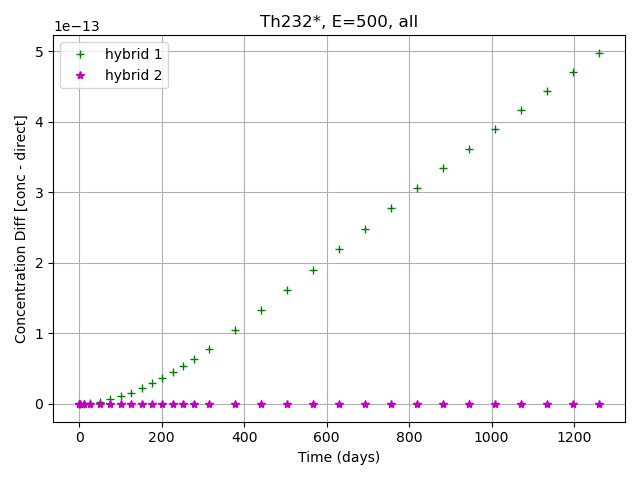 Th232*, E=500, all
1e−13
hybrid 1
hybrid 2
5
4
3
2
1
0
Concentration Diff [conc - direct]
0 200 400 600 800 1000 1200
Time (days)